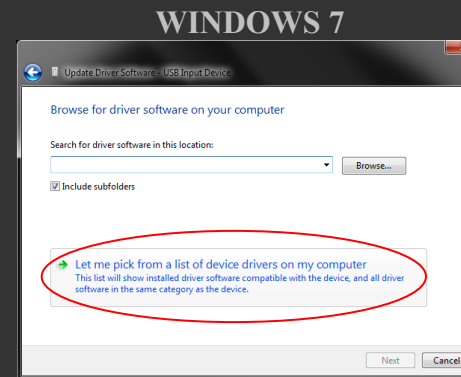 WINDOWS 7
Update Driver Software - USB Input Device
Browse for driver software on your computer
Search for driver software in this location:
Browse...
Include subfolders
Let me pick from a list of device drivers on my computer
This list will show installed driver software compatible with the device, and all driver
software in the same category as the device.
Next
Cancel